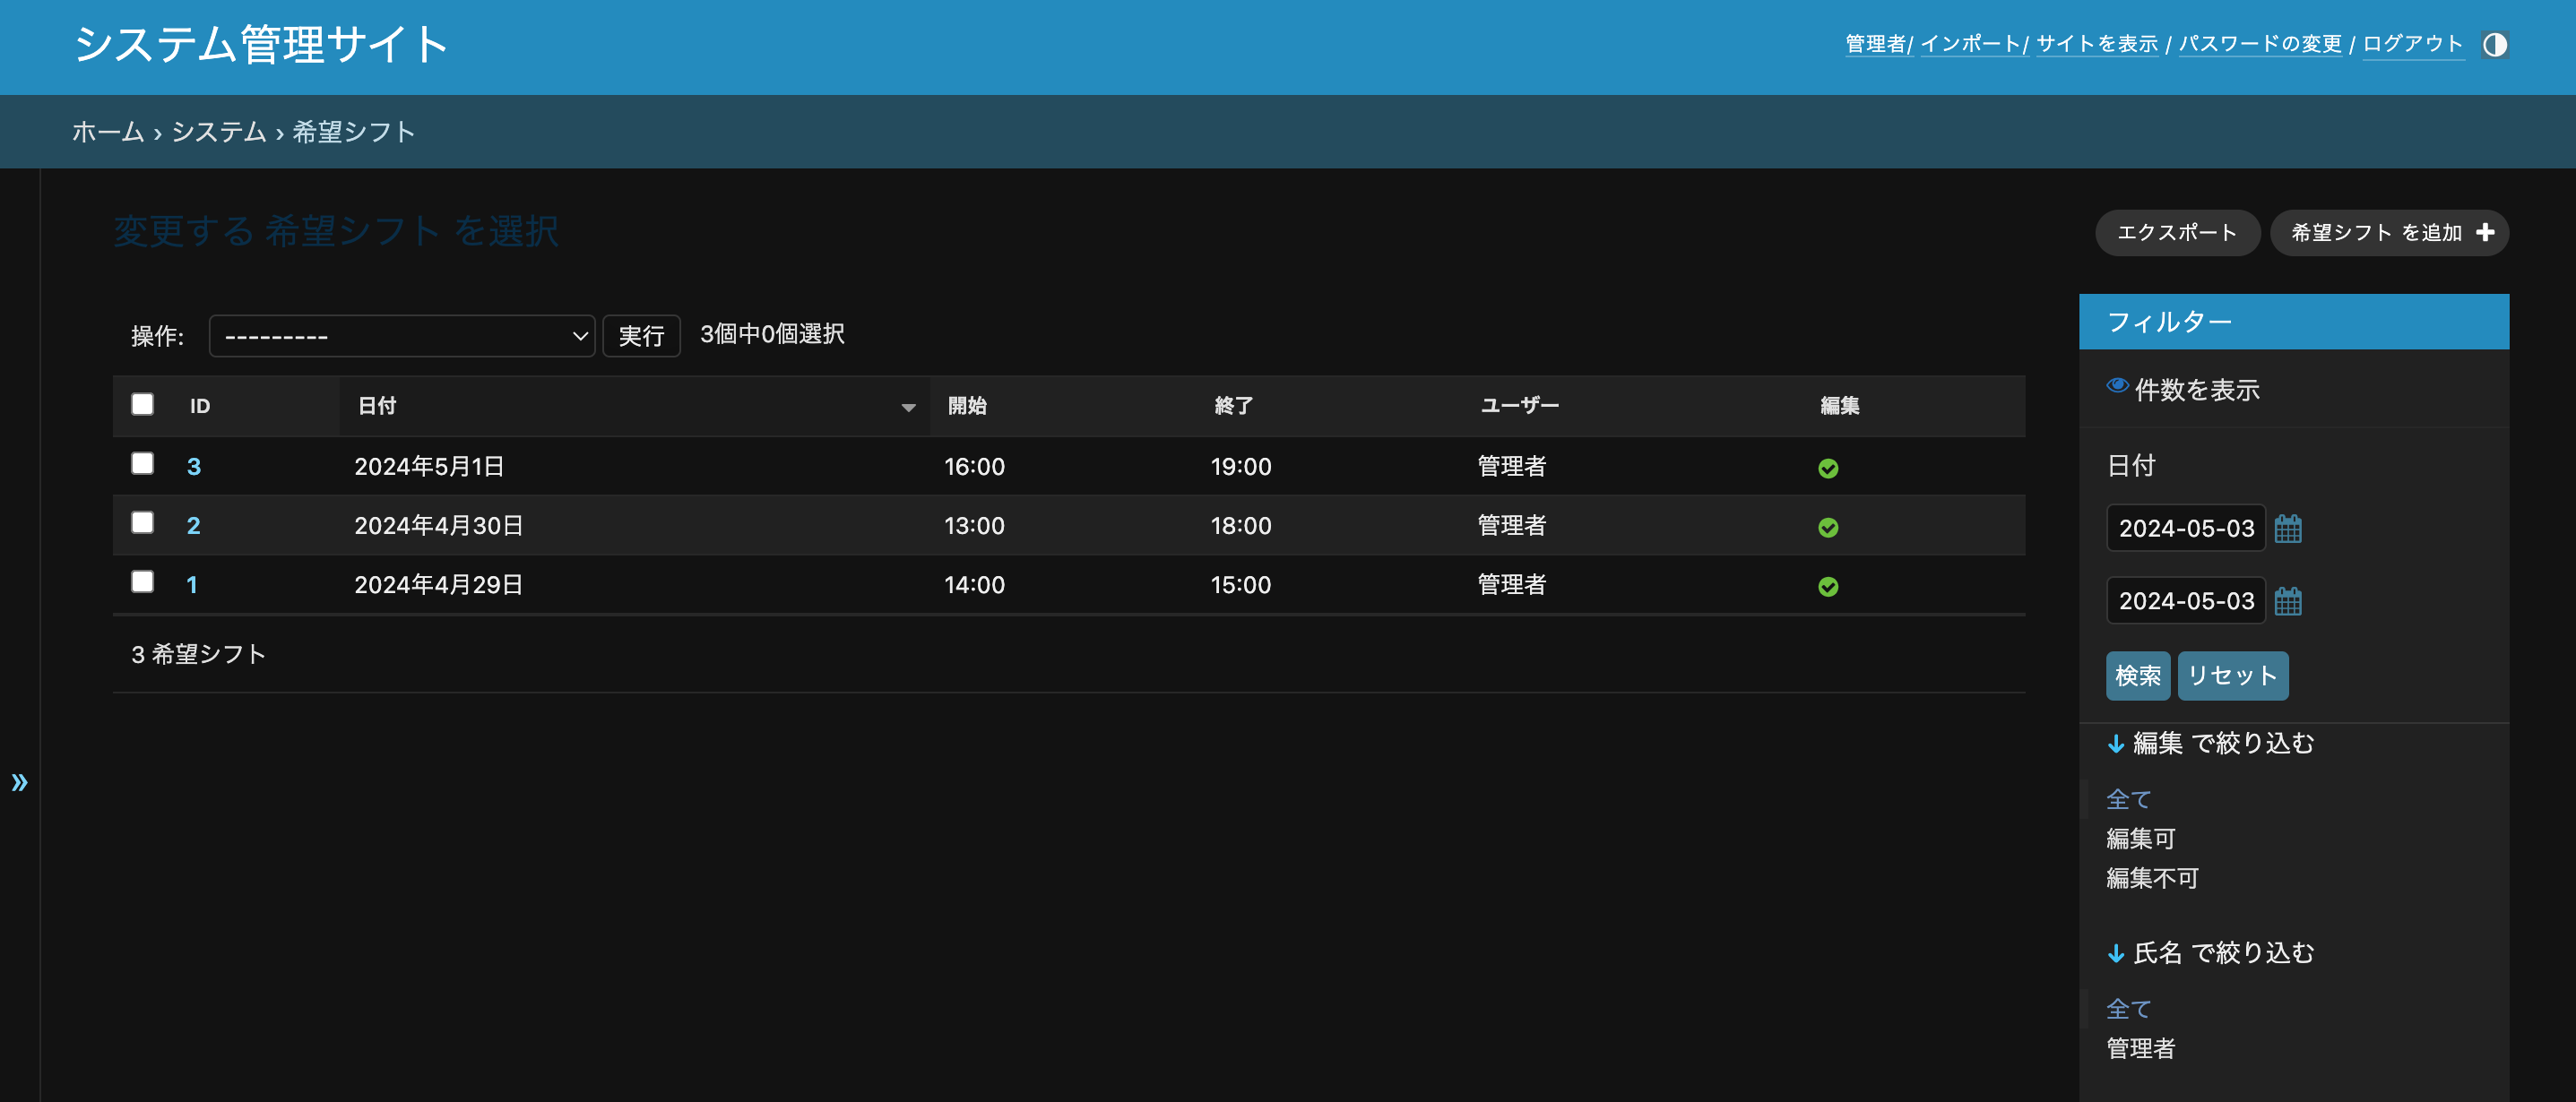 システム管理サイト
管理者/ インポート/ サイトを表示 / パスワードの変更 / ログアウト
ホーム › システム › 希望シフト
変更する 希望シフト を選択
エクスポート 希望シフト を追加
操作: --------- 実行 3個中0個選択
ID 日付 開始 終了 ユーザー 編集
3 2024年5月1日 16:00 19:00 管理者
2 2024年4月30日 13:00 18:00 管理者
1 2024年4月29日 14:00 15:00 管理者
3 希望シフト
»
フィルター
件数を表示
日付
2024-05-03
2024-05-03
検索 リセット
↓ 編集 で絞り込む
全て
編集可
編集不可
↓ 氏名 で絞り込む
全て
管理者